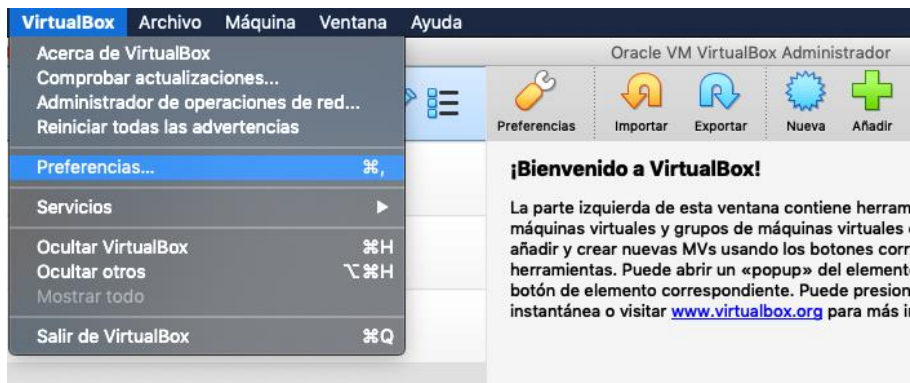 VirtualBox Archivo Máquina Ventana Ayuda
Acerca de VirtualBox
Comprobar actualizaciones...
Administrador de operaciones de red...
Reiniciar todas las advertencias
Preferencias... ⌘,
Servicios ▶
Ocultar VirtualBox ⌘H
Ocultar otros ⌥⌘H
Mostrar todo
Salir de VirtualBox ⌘Q
Oracle VM VirtualBox Administrador
Preferencias Importar Exportar Nueva Añadir
¡Bienvenido a VirtualBox!
La parte izquierda de esta ventana contiene
máquinas virtuales y grupos de máquinas virtuales
añadir y crear nuevas MVs usando los botones
herramientas. Puede abrir un «popup» del
botón de elemento correspondiente. Puede
instantánea o visitar www.virtualbox.org para más